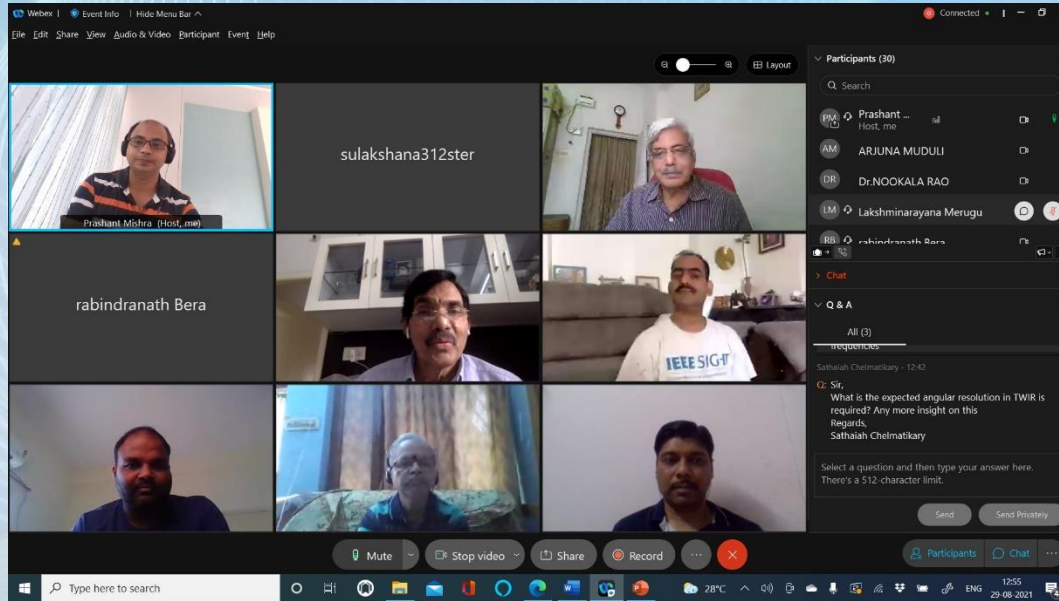 Webex | Event Info | Hide Menu Bar
Connected
File Edit Share View Audio & Video Participant Event Help
Layout
Prashant Mishra (Host, me)
sulakshana312ster
rabindranath Bera
IEEE SIGHT
Participants (30)
Search
PM Prashant ...
Host, me
AM ARJUNA MUDULI
DR Dr.NOOKALA RAO
LM Lakshminarayana Merugu
RB rabindranath Bera
Chat
Q & A
All (3)
frequencies
Sathaiah Chelmatikary - 12:42
Q: Sir,
What is the expected angular resolution in TWIR is
required? Any more insight on this
Regards,
Sathaiah Chelmatikary
Select a question and then type your answer here.
There's a 512-character limit.
Send Send Privately
Mute Stop video Share Record
Participants Chat
Type here to search
28°C ENG 12:55
29-08-2021